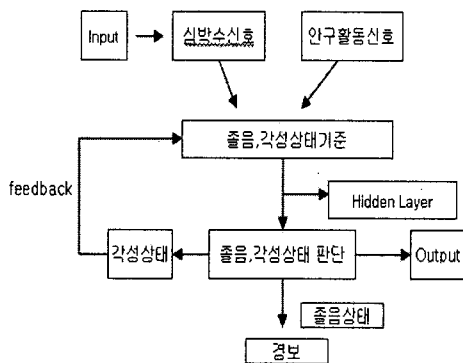 Input
심박수신호
안구활동신호
졸음,각성상태기준
feedback
Hidden Layer
각성상태
졸음,각성상태 판단
Output
졸음상태
경보